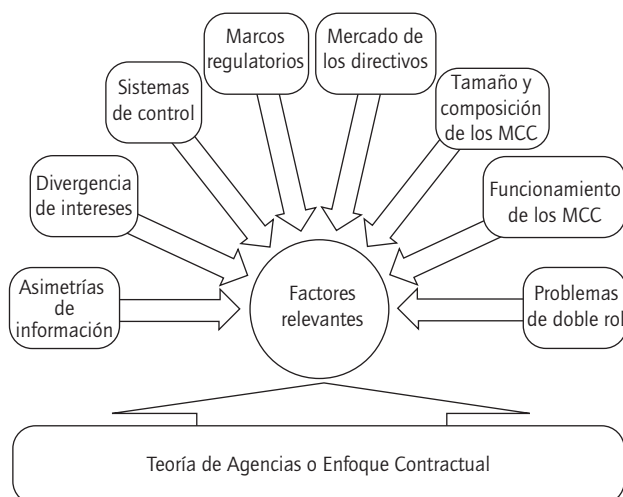 Marcos
regulatorios
Mercado de
los directivos
Sistemas
de control
Tamaño y
composición
de los MCC
Divergencia
de intereses
Funcionamiento
de los MCC
Asimetrías
de
información
Factores
relevantes
Problemas
de doble rol
Teoría de Agencias o Enfoque Contractual